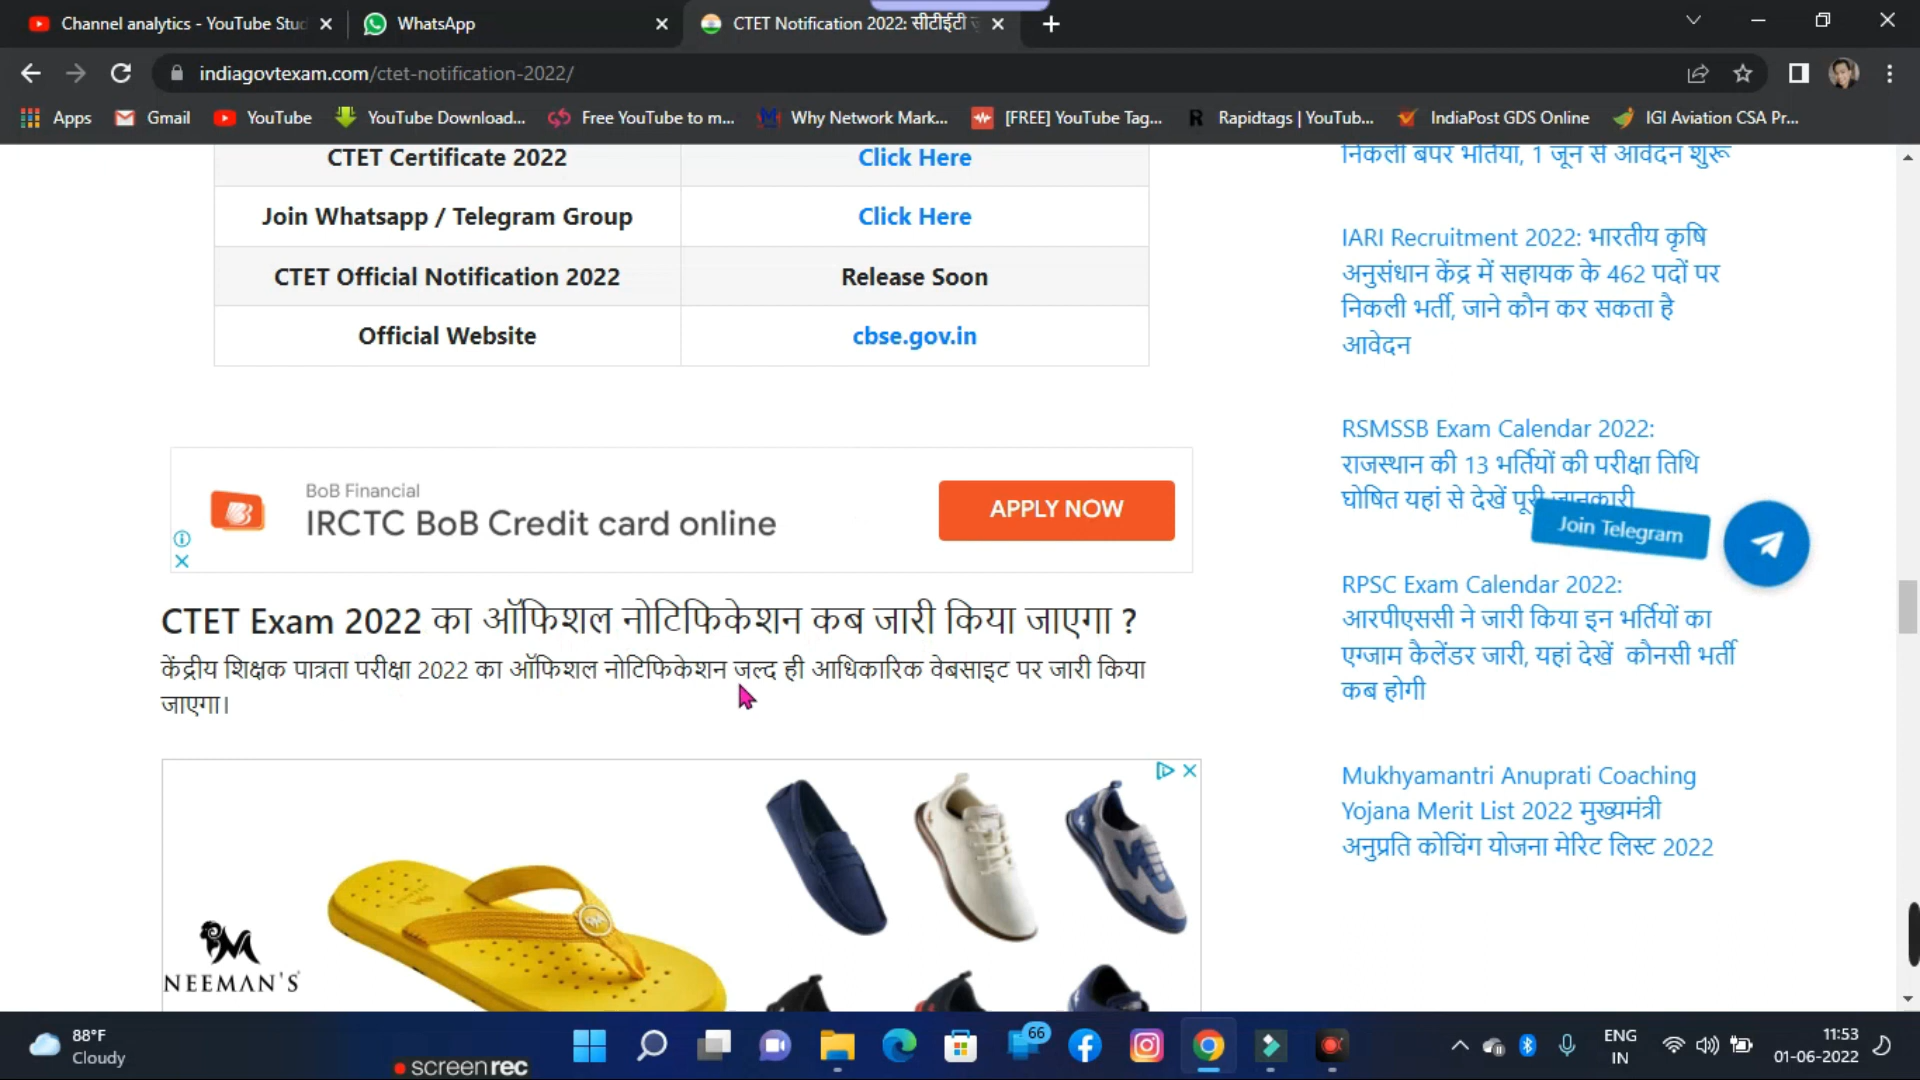 Channel analytics - YouTube Stud
WhatsApp
CTET Notification 2022: सीटीईटी
indiagovtexam.com/ctet-notification-2022/
Apps
Gmail
YouTube
YouTube Download...
Free YouTube to m...
Why Network Mark...
[FREE] YouTube Tag...
Rapidtags | YouTub...
IndiaPost GDS Online
IGI Aviation CSA Pr...
CTET Certificate 2022 Click Here
Join Whatsapp / Telegram Group Click Here
CTET Official Notification 2022 Release Soon
Official Website cbse.gov.in
BoB Financial
IRCTC BoB Credit card online
APPLY NOW
CTET Exam 2022 का ऑफिशल नोटिफिकेशन कब जारी किया जाएगा ?
केंद्रीय शिक्षक पात्रता परीक्षा 2022 का ऑफिशल नोटिफिकेशन जल्द ही आधिकारिक वेबसाइट पर जारी किया
जाएगा।
NEEMAN'S
निकली बंपर भर्तियां, 1 जून से आवेदन शुरू
IARI Recruitment 2022: भारतीय कृषि
अनुसंधान केंद्र में सहायक के 462 पदों पर
निकली भर्ती, जाने कौन कर सकता है
आवेदन
RSMSSB Exam Calendar 2022:
राजस्थान की 13 भर्तियों की परीक्षा तिथि
घोषित यहां से देखें पूरी जानकारी
Join Telegram
RPSC Exam Calendar 2022:
आरपीएससी ने जारी किया इन भर्तियों का
एग्जाम कैलेंडर जारी, यहां देखें कौनसी भर्ती
कब होगी
Mukhyamantri Anuprati Coaching
Yojana Merit List 2022 मुख्यमंत्री
अनुप्रति कोचिंग योजना मेरिट लिस्ट 2022
88°F
Cloudy
screenrec
66
ENG
IN
11:53
01-06-2022